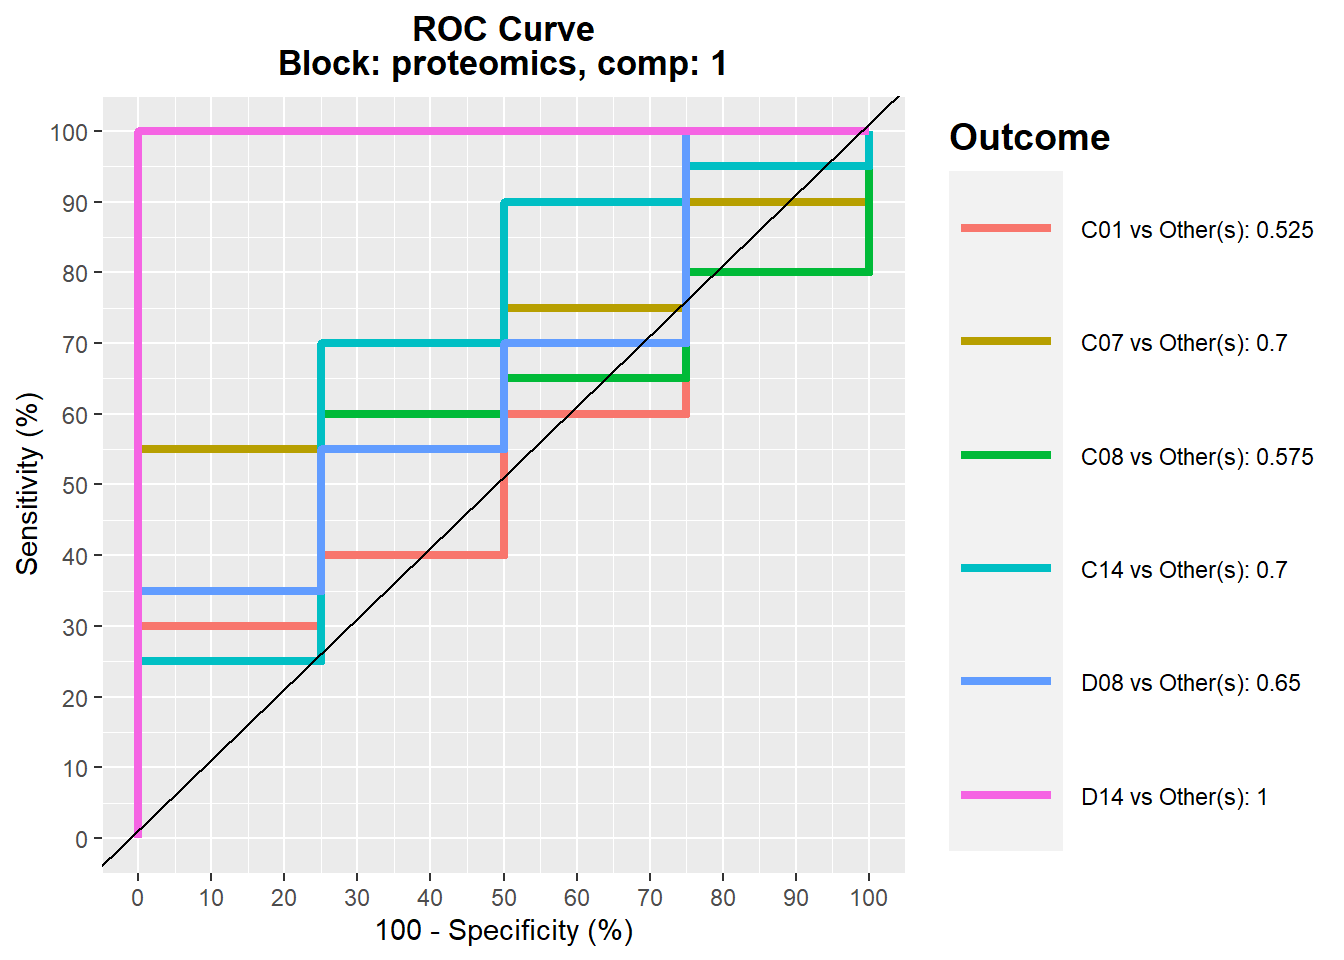 ROC Curve
Block: proteomics, comp: 1
Sensitivity (%)
100
90
80
70
60
50
40
30
20
10
0
0 10 20 30 40 50 60 70 80 90 100
100 - Specificity (%)
Outcome
C01 vs Other(s): 0.525
C07 vs Other(s): 0.7
C08 vs Other(s): 0.575
C14 vs Other(s): 0.7
D08 vs Other(s): 0.65
D14 vs Other(s): 1